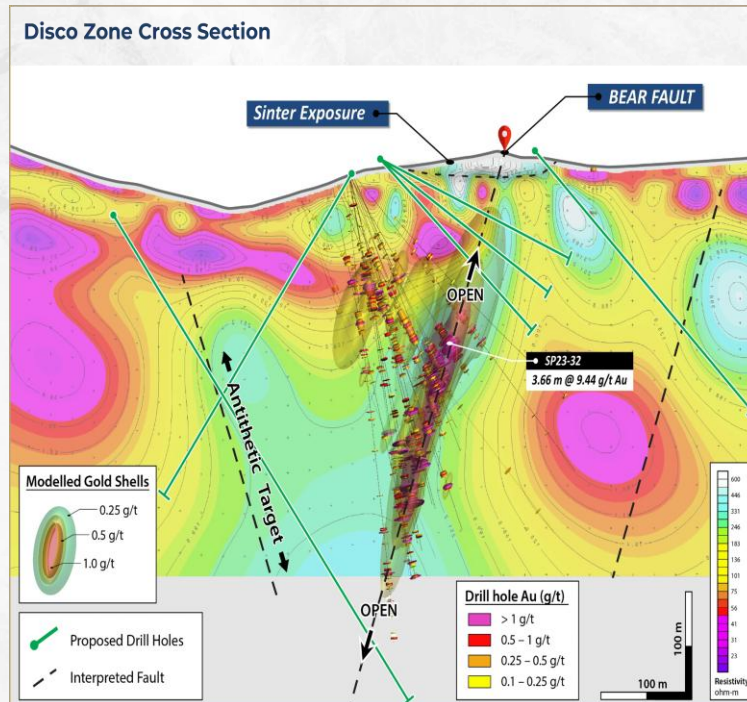 Disco Zone Cross Section
Sinter Exposure
BEAR FAULT
OPEN
SP23-32
3.66 m @ 9.44 g/t Au
Antithetic Target
Modelled Gold Shells
0.25 g/t
0.5 g/t
1.0 g/t
OPEN
Proposed Drill Holes
Interpreted Fault
Drill hole Au (g/t)
> 1 g/t
0.5 – 1 g/t
0.25 – 0.5 g/t
0.1 – 0.25 g/t
100 m
100 m
600
446
331
246
183
136
101
75
56
41
31
23
Resistivity
ohm-m